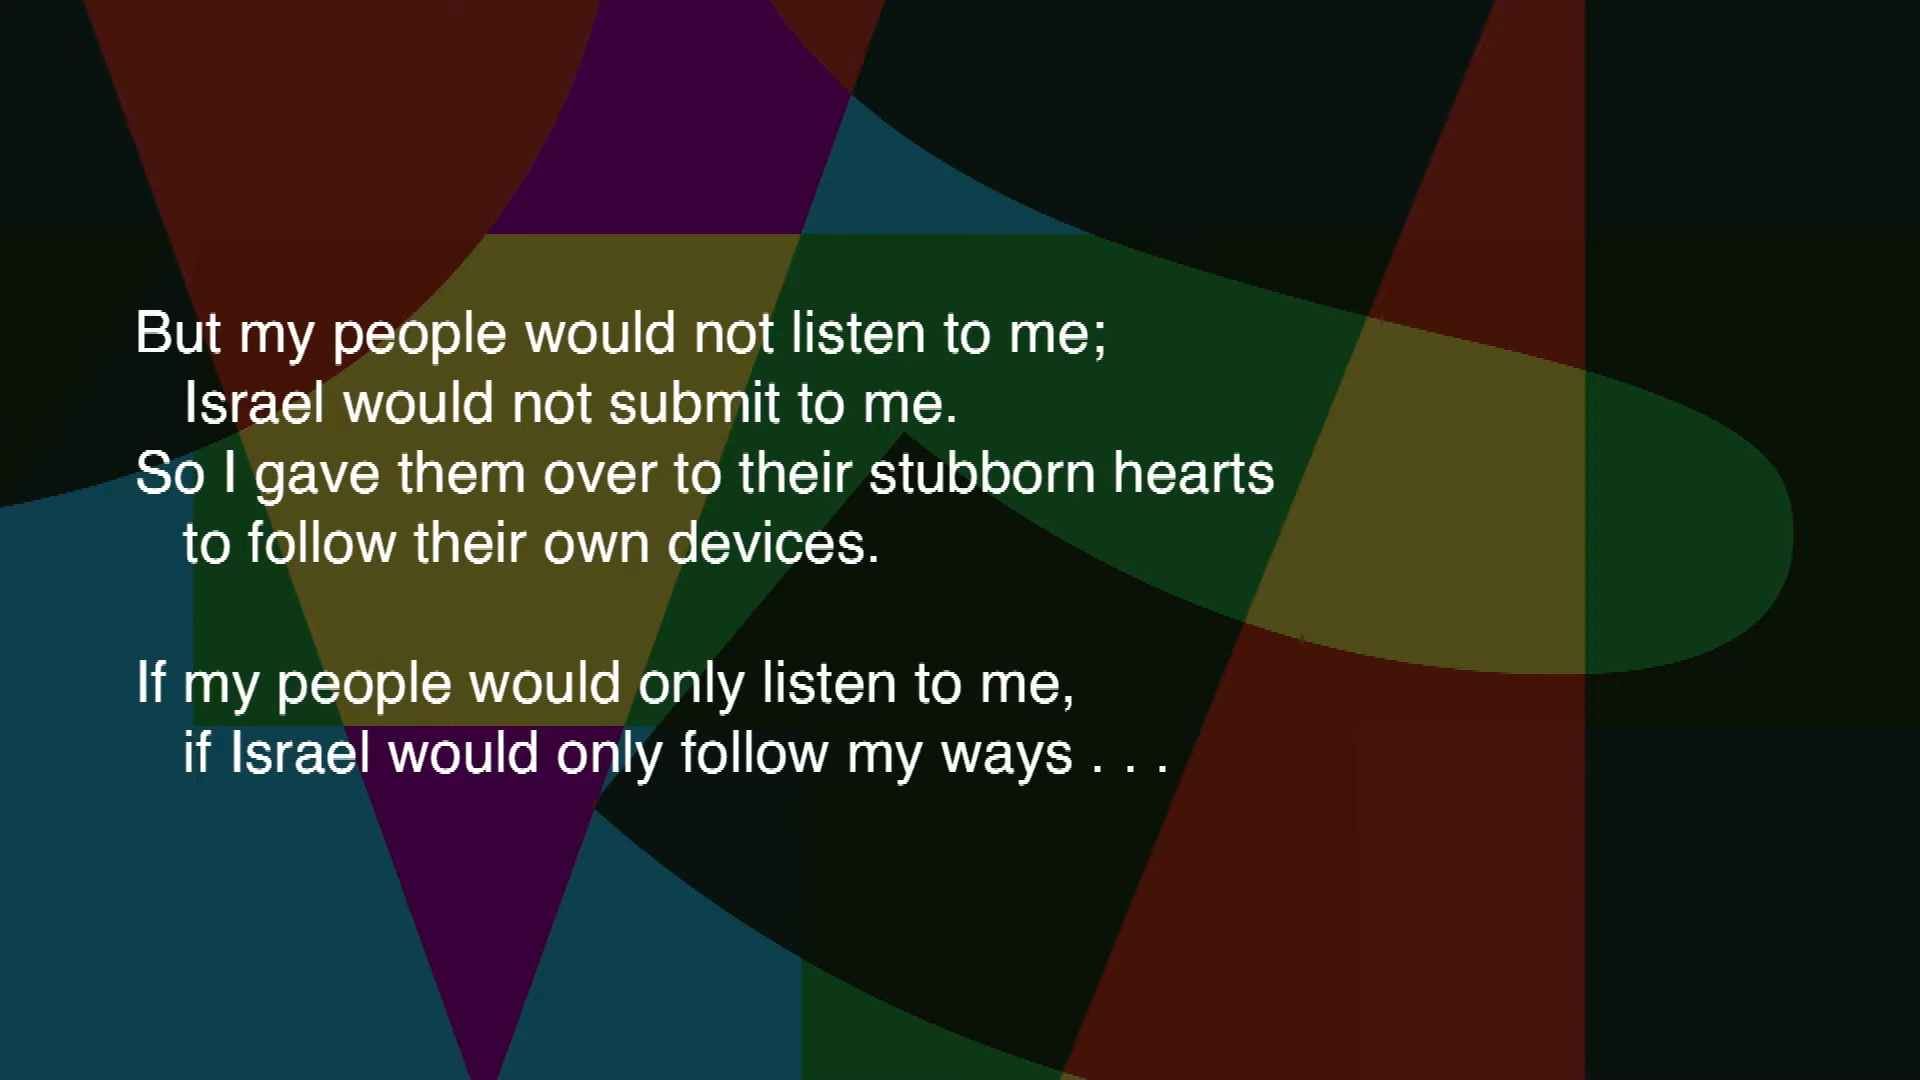 But my people would not listen to me;
Israel would not submit to me.
So I gave them over to their stubborn hearts
to follow their own devices.
If my people would only listen to me,
if Israel would only follow my ways . . .